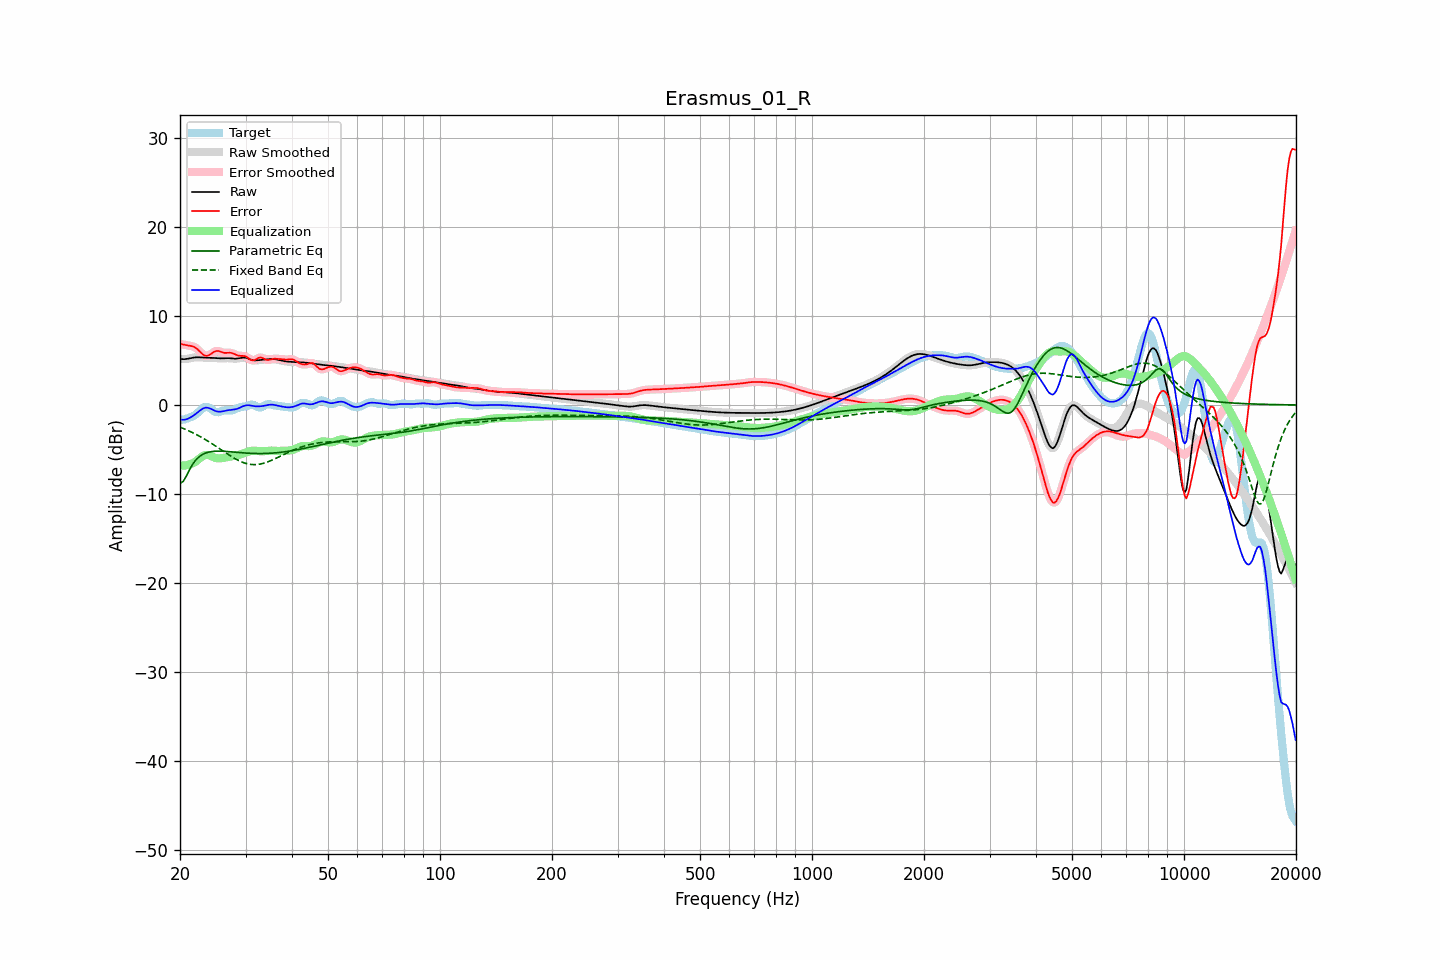 Erasmus_01_R
Target
Raw Smoothed
Error Smoothed
Raw
Error
Equalization
Parametric Eq
Fixed Band Eq
Equalized
30
20
10
0
−10
−20
−30
−40
−50
Amplitude (dBr)
20
50
100
200
500
1000
2000
5000
10000
20000
Frequency (Hz)